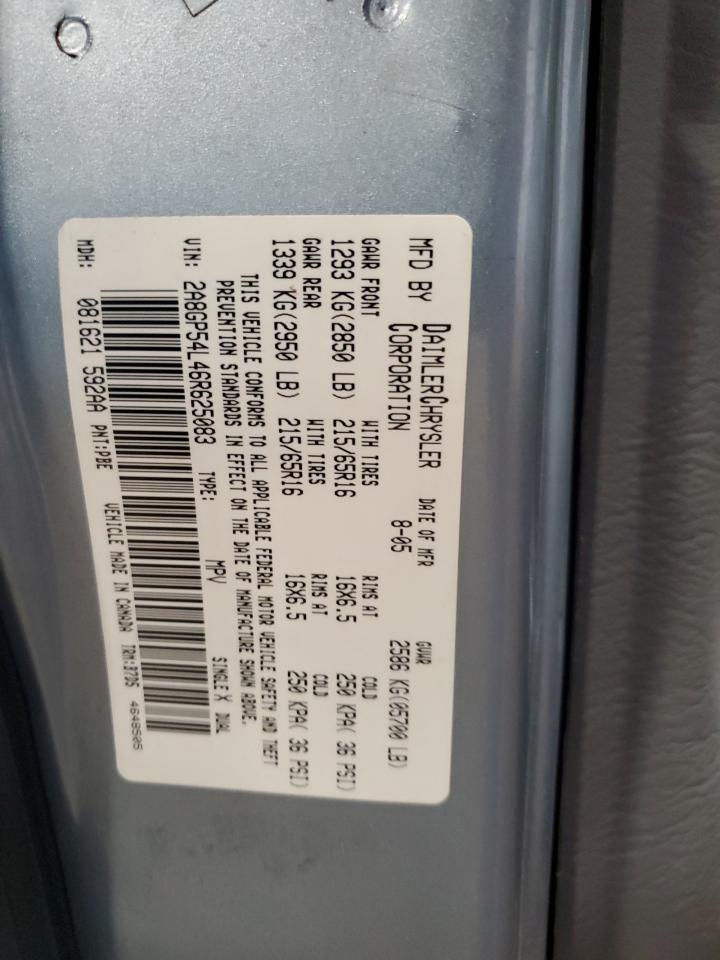 MFD BY DAIMLERCHRYSLER CORPORATION
DATE OF MFR 8-05
GVWR 2586 KG(05700 LB)
GAWR FRONT WITH TIRES RIMS AT COLD
1293 KG(2850 LB) 215/65R16 16X6.5 250 KPA( 36 PSI)
GAWR REAR WITH TIRES RIMS AT COLD
1339 KG(2950 LB) 215/65R16 16X6.5 250 KPA( 36 PSI)
THIS VEHICLE CONFORMS TO ALL APPLICABLE FEDERAL MOTOR VEHICLE SAFETY AND THEFT
PREVENTION STANDARDS IN EFFECT ON THE DATE OF MANUFACTURE SHOWN ABOVE.
VIN: 2A8GP54L46R625083 TYPE: MPV SINGLE X DUAL
MDH: 081621 592AA PNT:PBE VEHICLE MADE IN CANADA TRM:B7D5 4648505